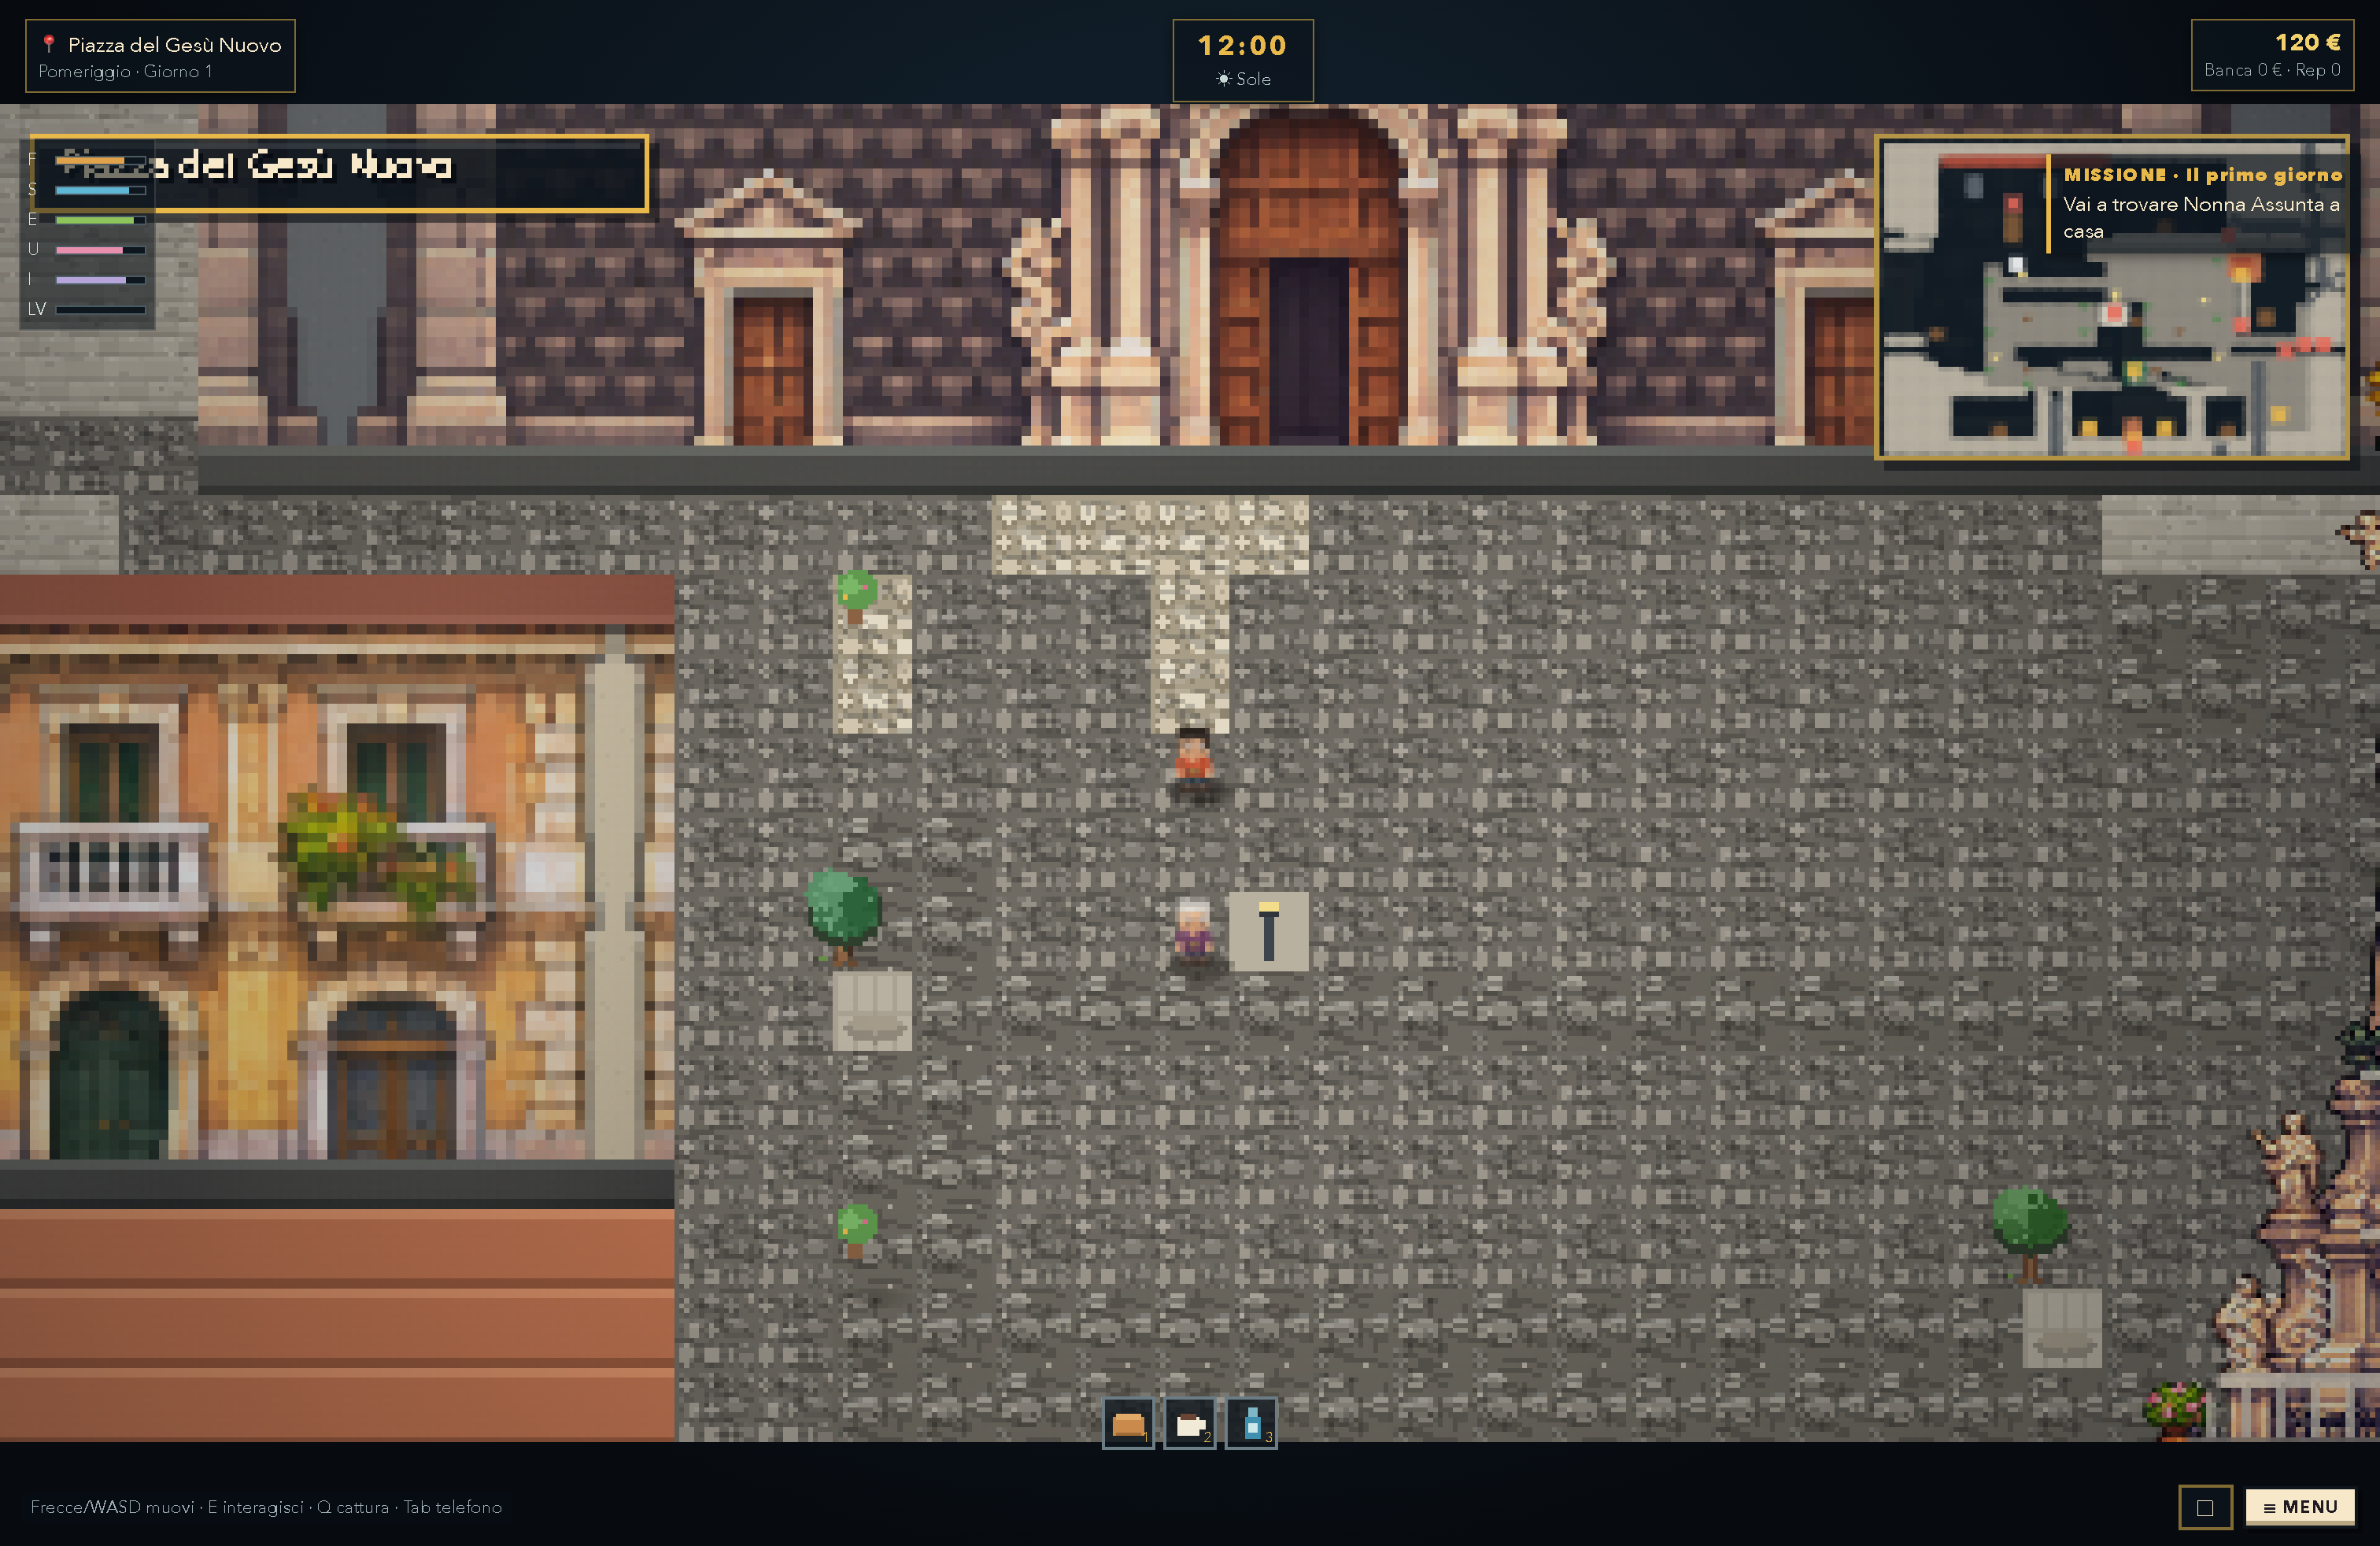 Piazza del Gesù Nuovo
Pomeriggio · Giorno 1
12:00
Sole
120 €
Banca 0 € · Rep 0
Piazza del Gesù Nuovo
F
S
E
U
I
LV
MISSIONE · Il primo giorno
Vai a trovare Nonna Assunta a
casa
1
2
3
Frecce/WASD muovi · E interagisci · Q cattura · Tab telefono
≡ MENU